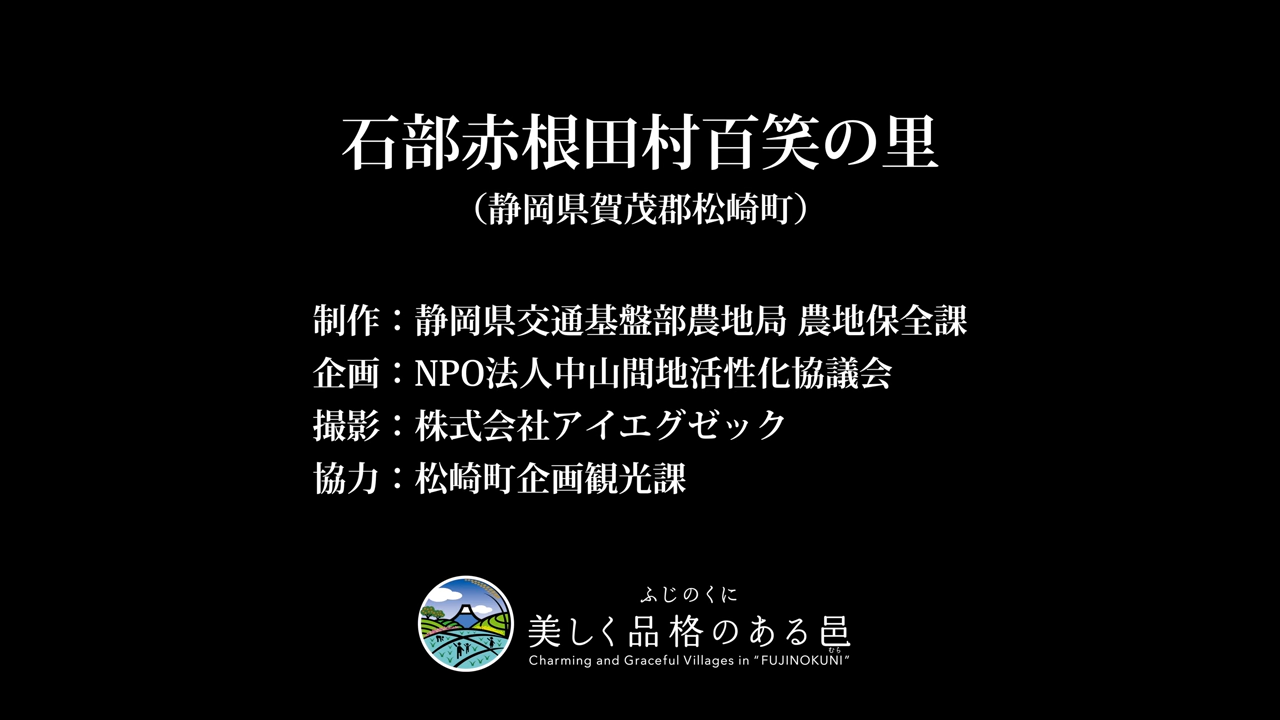 石部赤根田村百笑の里
（静岡県賀茂郡松崎町）
制作：静岡県交通基盤部農地局 農地保全課
企画：NPO法人中山間地活性化協議会
撮影：株式会社アイエグゼック
協力：松崎町企画観光課
ふじのくに
美しく品格のある邑
むら
Charming and Graceful Villages in “FUJINOKUNI”